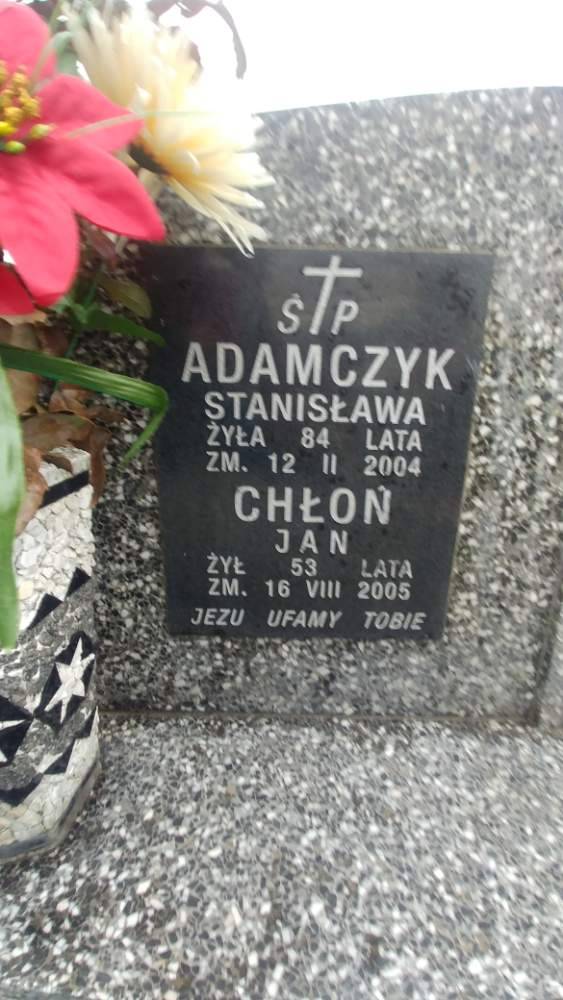 ŚP
ADAMCZYK
STANISŁAWA
ŻYŁA 84 LATA
ZM. 12 II 2004
CHŁOŃ
JAN
ŻYŁ 53 LATA
ZM. 16 VIII 2005
JEZU UFAMY TOBIE